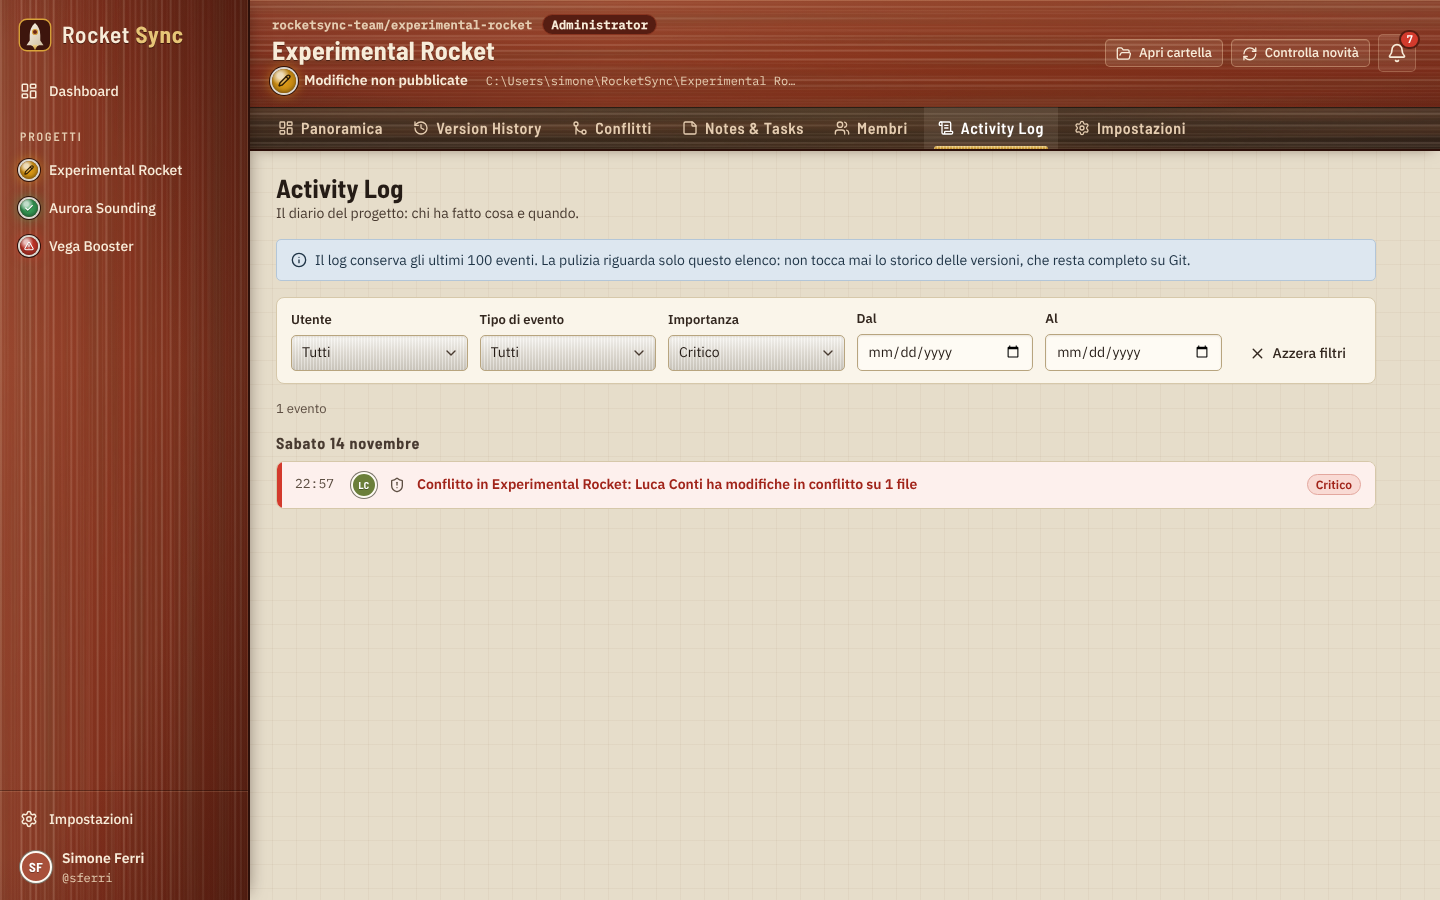 Rocket Sync
Dashboard
PROGETTI
Experimental Rocket
Aurora Sounding
Vega Booster
Impostazioni
SF
Simone Ferri
@sferri
rocketsync-team/experimental-rocket
Administrator
Experimental Rocket
Modifiche non pubblicate
C:\Users\simone\RocketSync\Experimental Ro…
Apri cartella
Controlla novità
7
Panoramica
Version History
Conflitti
Notes & Tasks
Membri
Activity Log
Impostazioni
Activity Log
Il diario del progetto: chi ha fatto cosa e quando.
Il log conserva gli ultimi 100 eventi. La pulizia riguarda solo questo elenco: non tocca mai lo storico delle versioni, che resta completo su Git.
Utente
Tipo di evento
Importanza
Dal
Al
Tutti
Tutti
Critico
mm/dd/yyyy
mm/dd/yyyy
Azzera filtri
1 evento
Sabato 14 novembre
22:57
LC
Conflitto in Experimental Rocket: Luca Conti ha modifiche in conflitto su 1 file
Critico